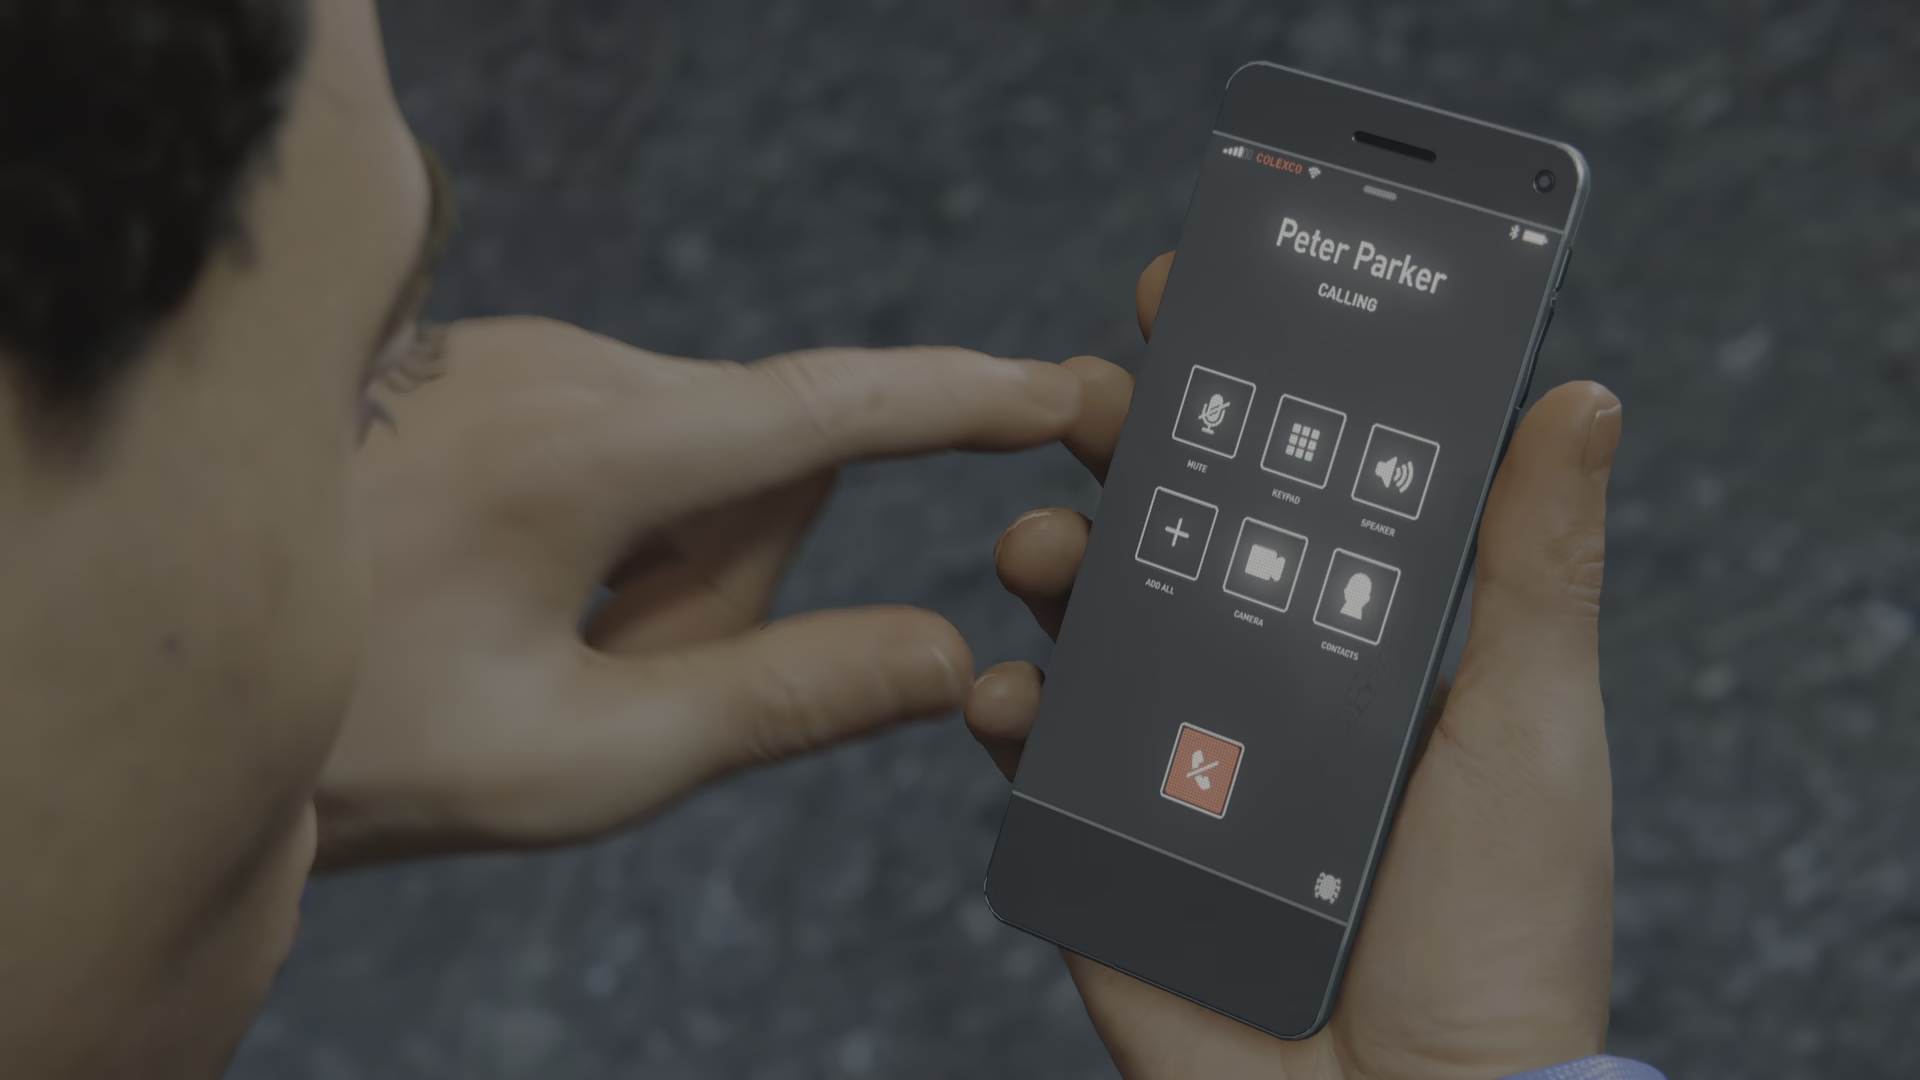 COLEXCO
Peter Parker
CALLING
MUTE
KEYPAD
SPEAKER
ADD ALL
CAMERA
CONTACTS